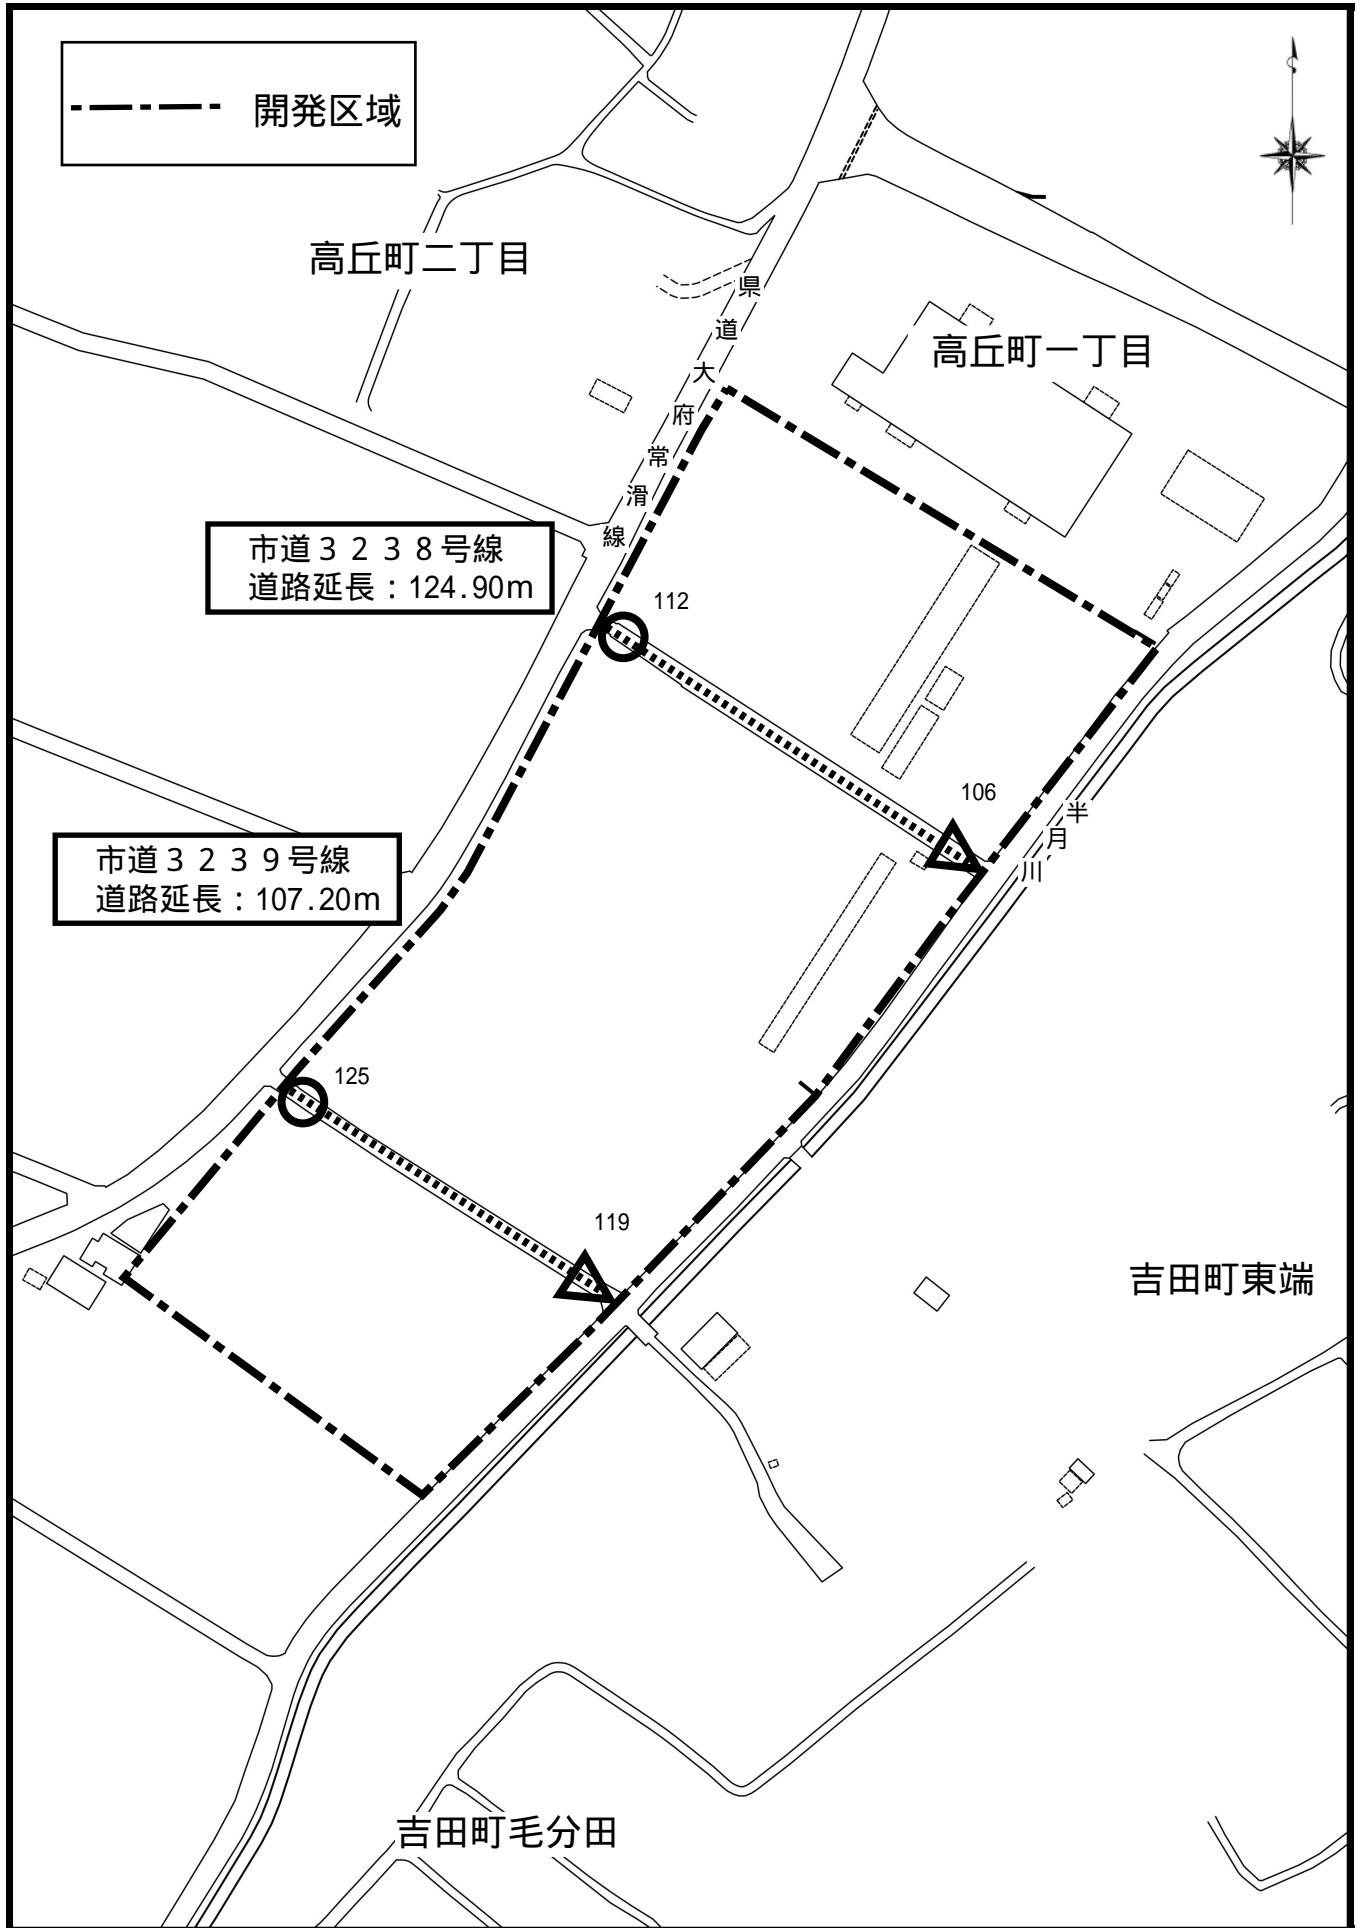 開発区域
高丘町二丁目
県道大府常滑線
高丘町一丁目
市道３２３８号線
道路延長：124.90m
112
106
半月川
市道３２３９号線
道路延長：107.20m
125
119
吉田町東端
吉田町毛分田